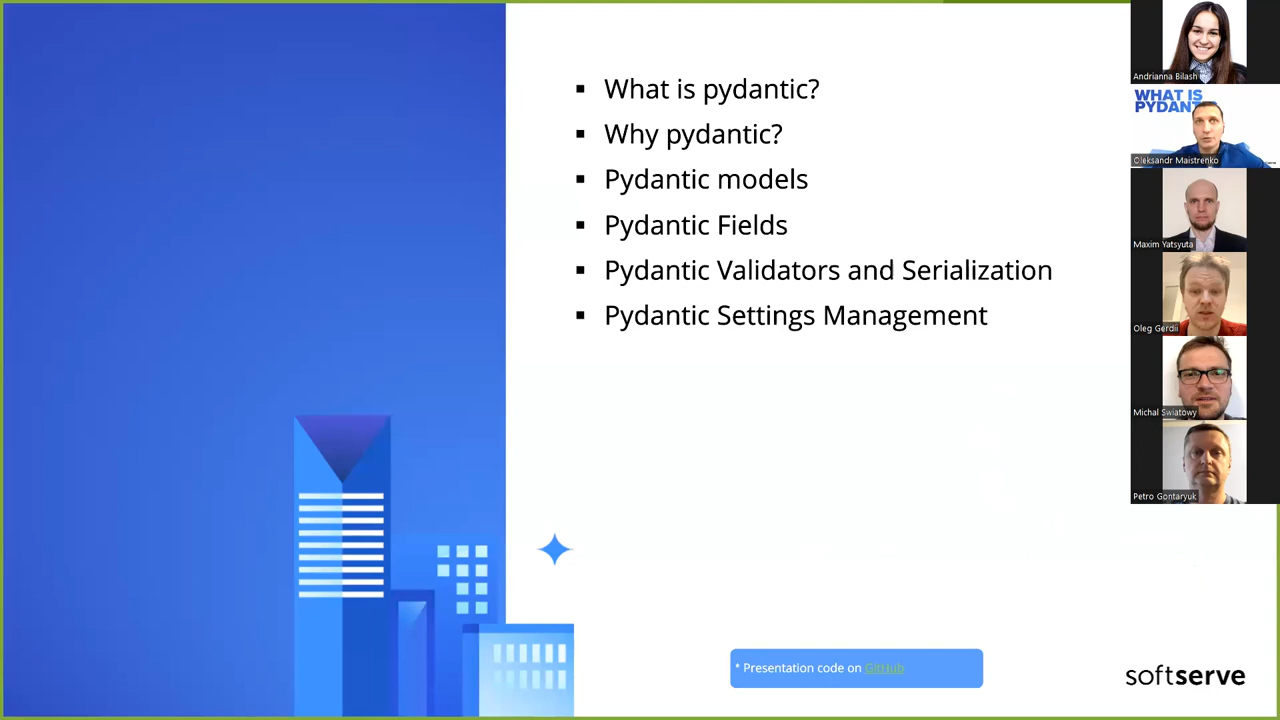 ▪ What is pydantic?
▪ Why pydantic?
▪ Pydantic models
▪ Pydantic Fields
▪ Pydantic Validators and Serialization
▪ Pydantic Settings Management
* Presentation code on GitHub
softserve
Andrianna Bilash
WHAT IS
PYDANT
Oleksandr Maistrenko
Maxim Yatsyuta
Oleg Gerdii
Michal Swiatowy
Petro Gontaryuk